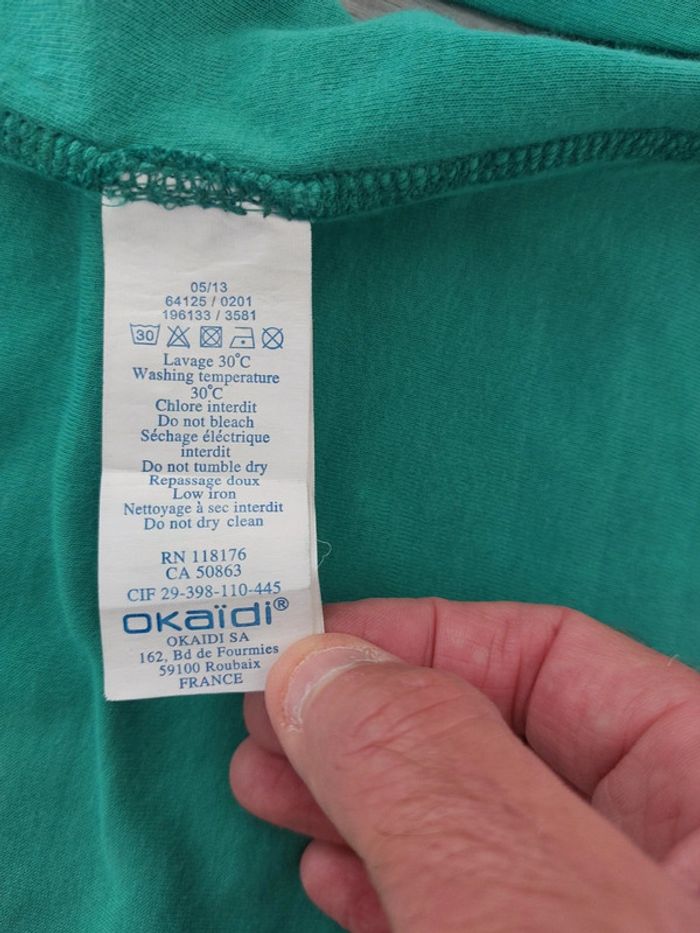 05/13
64125 / 0201
196133 / 3581
30
Lavage 30°C
Washing temperature
30°C
Chlore interdit
Do not bleach
Séchage éléctrique
interdit
Do not tumble dry
Repassage doux
Low iron
Nettoyage à sec interdit
Do not dry clean
RN 118176
CA 50863
CIF 29-398-110-445
okaïdi®
OKAIDI SA
162, Bd de Fourmies
59100 Roubaix
FRANCE